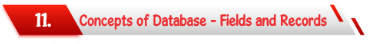 11. Concepts of Database - Fields and Records